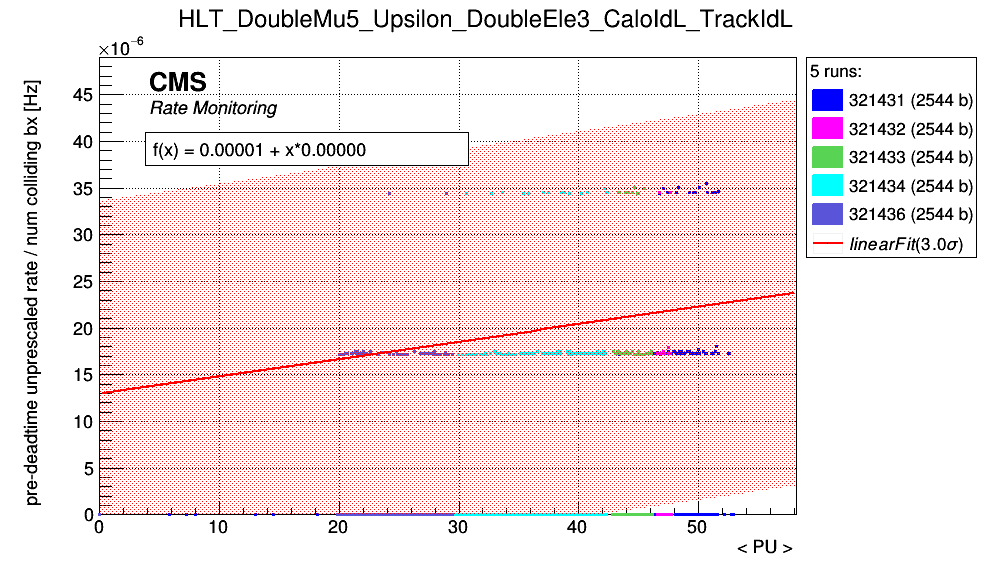 HLT_DoubleMu5_Upsilon_DoubleEle3_CaloIdL_TrackIdL
×10⁻⁶
pre-deadtime unprescaled rate / num colliding bx [Hz]
45
40
35
30
25
20
15
10
5
0
CMS
Rate Monitoring
f(x) = 0.00001 + x*0.00000
0 10 20 30 40 50
< PU >
5 runs:
321431 (2544 b)
321432 (2544 b)
321433 (2544 b)
321434 (2544 b)
321436 (2544 b)
linearFit(3.0σ)